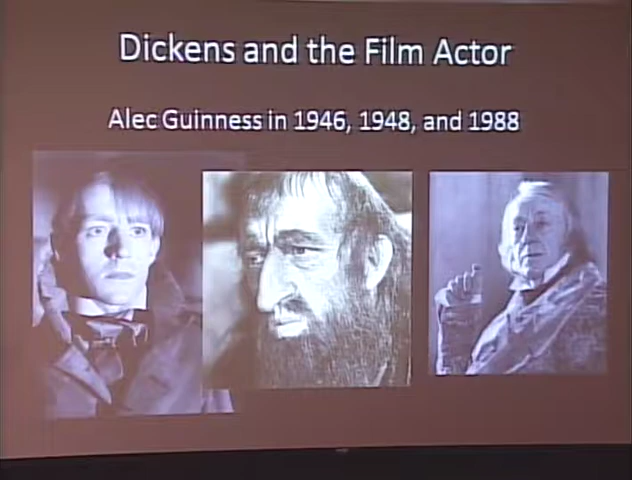 Dickens and the Film Actor
Alec Guinness in 1946, 1948, and 1988